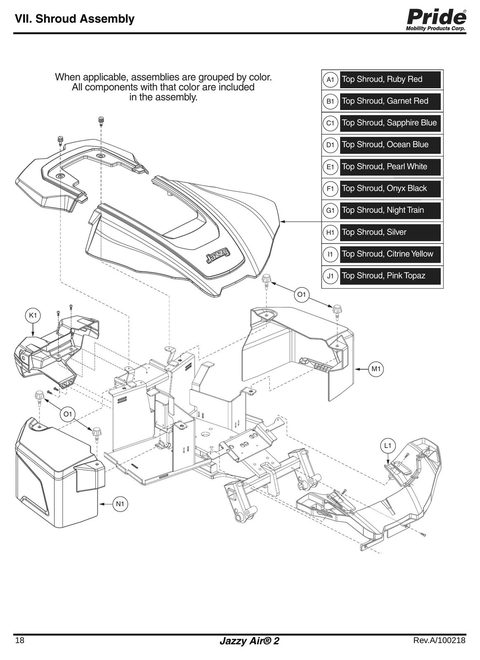 VII. Shroud Assembly
Pride®
Mobility Products Corp.
When applicable, assemblies are grouped by color.
All components with that color are included
in the assembly.
A1 Top Shroud, Ruby Red
B1 Top Shroud, Garnet Red
C1 Top Shroud, Sapphire Blue
D1 Top Shroud, Ocean Blue
E1 Top Shroud, Pearl White
F1 Top Shroud, Onyx Black
G1 Top Shroud, Night Train
H1 Top Shroud, Silver
I1 Top Shroud, Citrine Yellow
J1 Top Shroud, Pink Topaz
Jazzy
O1
K1
M1
O1
L1
N1
18 Jazzy Air® 2 Rev.A/100218